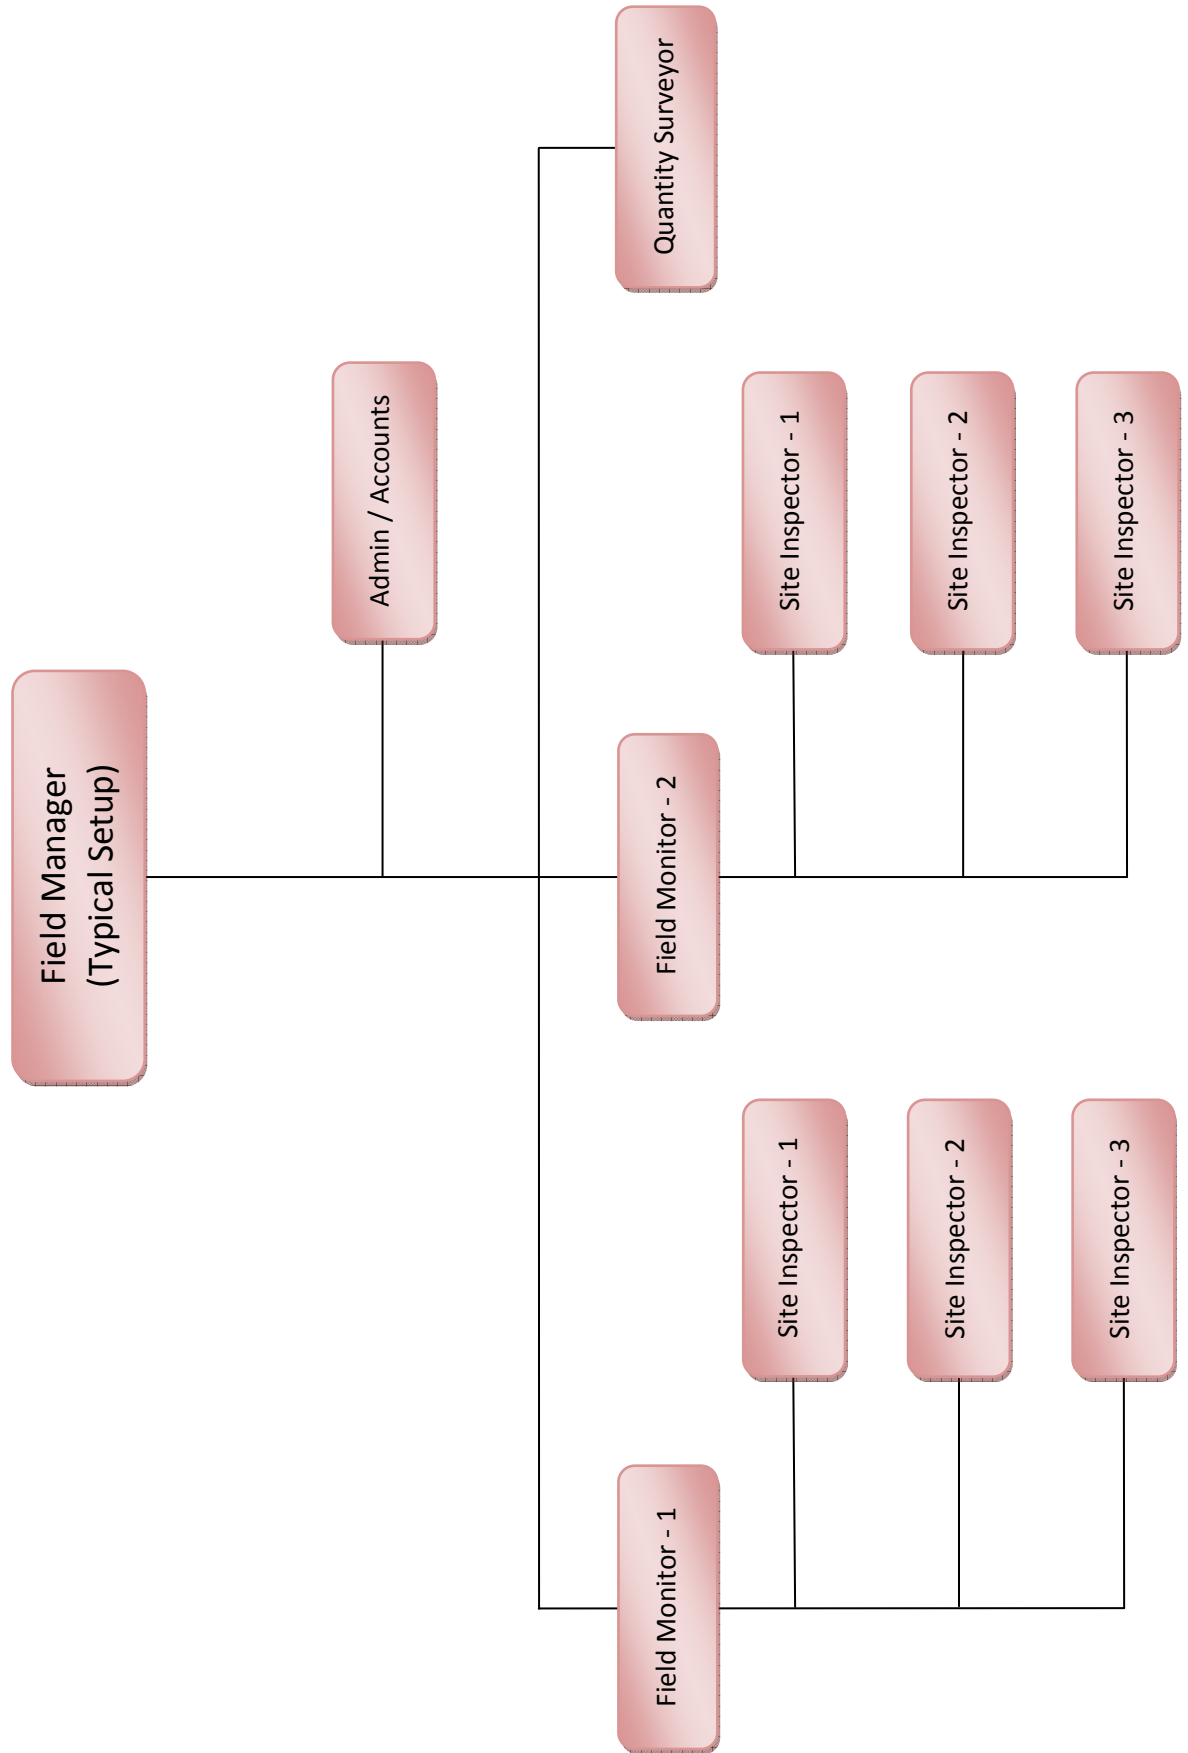 Field Manager
(Typical Setup)
Admin / Accounts
Field Monitor - 1
Field Monitor - 2
Quantity Surveyor
Site Inspector - 1
Site Inspector - 1
Site Inspector - 2
Site Inspector - 2
Site Inspector - 3
Site Inspector - 3